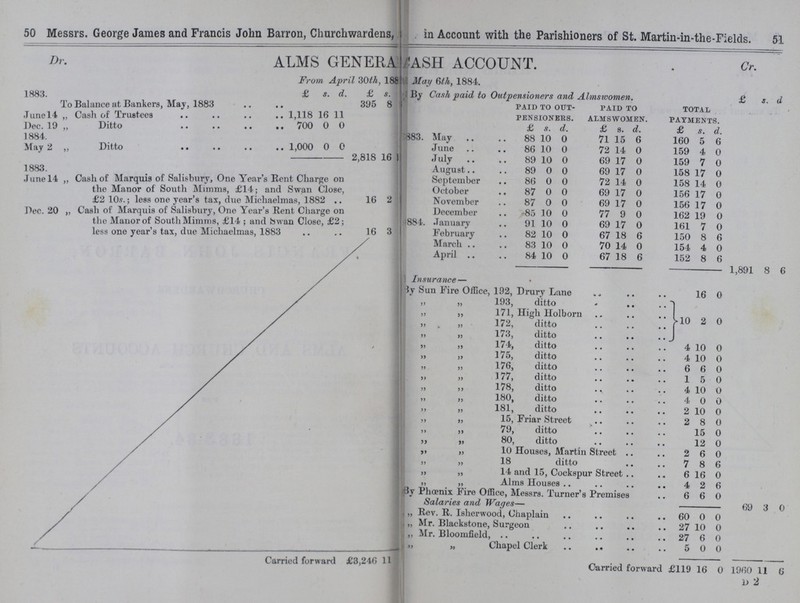 50 Messrs. George James and Francis John Barron, Churchwardens,
Dr.
ALMS GENERA
From April 30th, 188
1883. £ s. d. £ s.
To Balance at Bankers, May, 1883 .. .. 395 8
June 14 „ Cash of Trustees .. .. .. .. 1,118 16 11
Dec. 19 „ Ditto .. .. .. .. 700 0 0
1884.
May 2 „ Ditto .. .. .. .. 1,000 0 0
2,818 16
1883.
June 14 „ Cash of Marquis of Salisbury, One Year's Rent Charge on
the Manor of South Mimms, £14; and Swan Close,
£2 10s.; less one year's tax, due Michaelmas, 1882 .. 16 2
Dec. 20 „ Cash of Marquis of Salisbury, One Year's Rent Charge on
the Manor of South Mimms, £14; and Swan Close, £2;
less one year's tax, due Michaelmas, 1883 .. .. 16 3
Carried forward £3,246 11
in Account with the Parishioners of St. Martin-in-the-Fields. 51
ASH ACCOUNT.
Cr.
May 6th, 1884.
By Cash paid to Outpensioners and Almswomen. £ s. d
PAID TO OUT- PAID TO TOTAL
PENSIONERS. ALMSWOMEN. PAYMENTS.
£ s. d. £ s. d. £ s. d.
883. May .. .. 88 10 0 71 15 6 160 5 6
June .. .. 86 10 0 72 14 0 159 4 0
July .. .. 89 10 0 69 17 0 159 7 0
August .. .. 89 0 0 69 17 0 158 17 0
September .. 86 0 0 72 14 0 158 14 0
October .. 87 0 0 69 17 0 156 17 0
November .. 87 0 0 69 17 0 156 17 0
December .. 85 10 0 77 9 0 162 19 0
884. January .. 91 10 0 69 17 0 161 7 0
February .. 82 10 0 67 18 6 150 8 6
March .. .. 83 10 0 70 14 0 154 4 0
April .. .. 84 10 0 67 18 6 152 8 6
1,891 8 6
Insurance—
By Sun Fire Office, 192, Drury Lane .. .. .. 16 0
„ „ 193, ditto .. ..
„ „ 171, High Holborn .. .. ..
„ „ 172, ditto .. .. .. 10 2 0
„ „ 173, ditto .. .. ..
„ „ 174, ditto .. .. .. 4 10 0
„ „ 175, ditto .. .. .. 4 10 0
„ „ 176, ditto .. .. .. 6 6 0
„ „ 177, ditto .. .. .. 1 5 0
„ „ 178, ditto .. .. .. 4 10 0
„ „ 180, ditto .. .. .. 4 0 0
„ „ 181, ditto .. .. .. 2 10 0
„ „ 15, Friar Street .. .. .. 2 8 0
„ „ 79, ditto .. .. .. 15 0
„ „ 80, ditto .. .. .. 12 0
„ „ 10 Houses, Martin Street .. .. 2 6 0
„ „ 18 ditto .. .. 7 8 6
„ „ 14 and 15, Cockspur Street .. .. 6 16 0
„ „ Alms Houses .. .. .. .. 4 2 6
By Phœnix Fire Office, Messrs. Turner's Premises .. 6 6 0
69 3 0
Salaries and Wages—
„ Rev. R. Isherwood, Chaplain .. .. .. .. 60 0 0
„ Mr. Blackstone, Surgeon .. .. .. .. 27 10 0
„ Mr. Bloomfield, .. .. .. .. .. .. 27 6 0
„ „ Chapel Clerk .. .. .. .. 5 0 0
Carried forward £119 16 0 1960 11 6
D 2